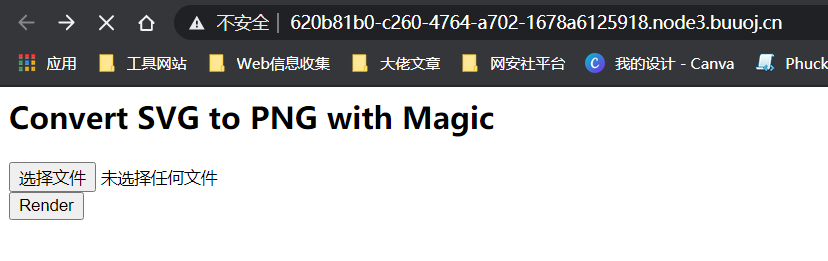 不安全 620b81b0-c260-4764-a702-1678a6125918.node3.buuoj.cn
应用 工具网站 Web信息收集 大佬文章 网安社平台 我的设计 - Canva Phuck
Convert SVG to PNG with Magic
选择文件 未选择任何文件
Render